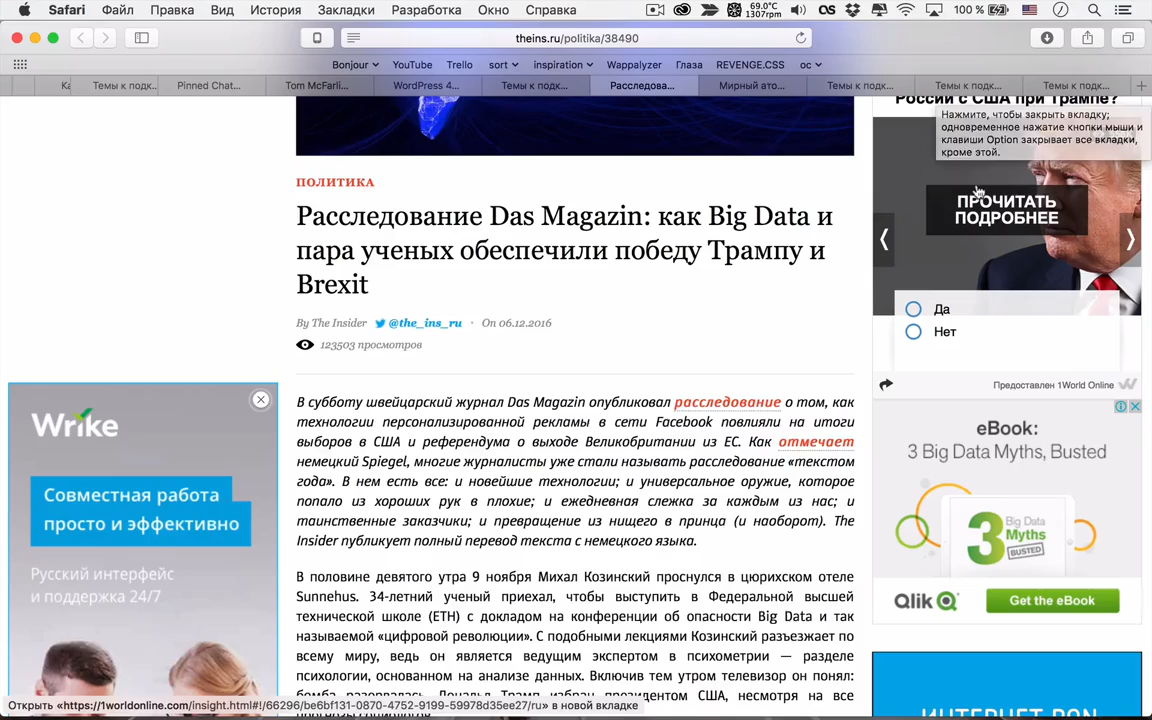 Safari Файл Правка Вид История Закладки Разработка Окно Справка 69.0°C 1307rpm 100 %
theins.ru/politika/38490
Bonjour YouTube Trello sort inspiration Wappalyzer Глаза REVENGE.CSS ос
Темы к подк... Pinned Chat... Tom McFarli... WordPress 4... Темы к подк... Расследова... Мирный ато... Темы к подк... Темы к подк... Темы к подк...
России с США при Трампе?
Нажмите, чтобы закрыть вкладку;
одновременное нажатие кнопки мыши и
клавиши Option закрывает все вкладки,
кроме этой.
ПРОЧИТАТЬ
ПОДРОБНЕЕ
Да
Нет
Предоставлен 1World Online
ПОЛИТИКА
Расследование Das Magazin: как Big Data и
пара ученых обеспечили победу Трампу и
Brexit
By The Insider @the_ins_ru · On 06.12.2016
123503 просмотров
В субботу швейцарский журнал Das Magazin опубликовал расследование о том, как
технологии персонализированной рекламы в сети Facebook повлияли на итоги
выборов в США и референдума о выходе Великобритании из ЕС. Как отмечает
немецкий Spiegel, многие журналисты уже стали называть расследование «текстом
года». В нем есть все: и новейшие технологии; и универсальное оружие, которое
попало из хороших рук в плохие; и ежедневная слежка за каждым из нас; и
таинственные заказчики; и превращение из нищего в принца (и наоборот). The
Insider публикует полный перевод текста с немецкого языка.
В половине девятого утра 9 ноября Михал Козинский проснулся в цюрихском отеле
Sunnehus. 34-летний ученый приехал, чтобы выступить в Федеральной высшей
технической школе (ETH) с докладом на конференции об опасности Big Data и так
называемой «цифровой революции». С подобными лекциями Козинский разъезжает по
всему миру, ведь он является ведущим экспертом в психометрии — разделе
психологии, основанном на анализе данных. Включив тем утром телевизор он понял:
бомба разорвалась. Дональд Трамп избран президентом США, несмотря на все
Wrike
Совместная работа
просто и эффективно
Русский интерфейс
и поддержка 24/7
eBook:
3 Big Data Myths, Busted
3 Big Data
Myths
BUSTED
Qlik Get the eBook
Открыть «https://1worldonline.com/insight.html#!/66296/be6bf131-0870-4752-9199-59978d35ee27/ru» в новой вкладке